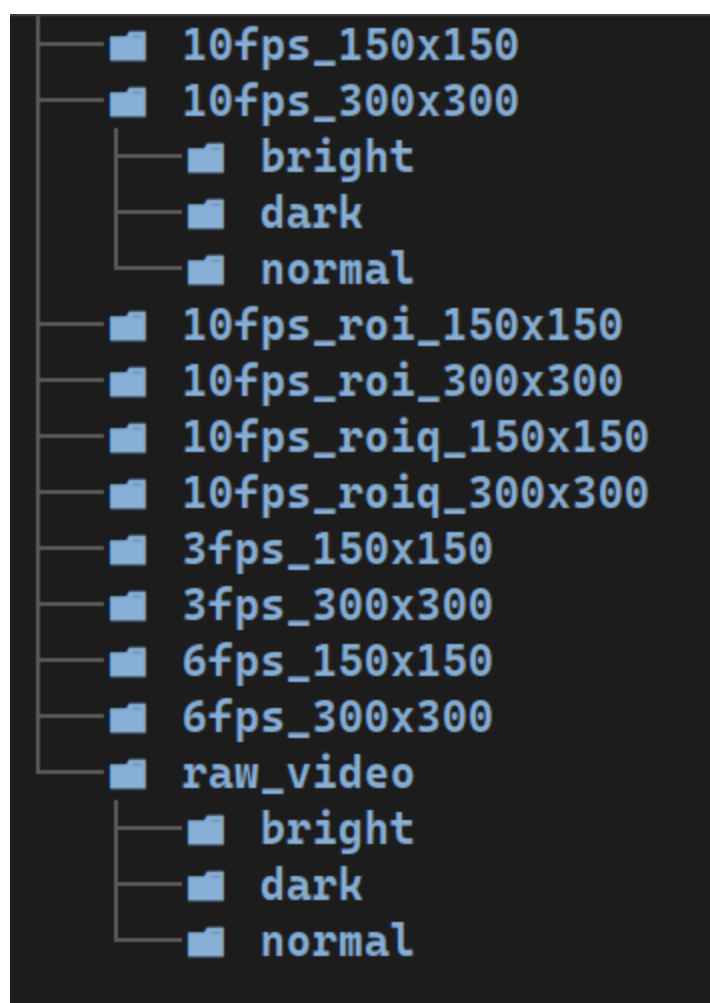 10fps_150x150
10fps_300x300
bright
dark
normal
10fps_roi_150x150
10fps_roi_300x300
10fps_roiq_150x150
10fps_roiq_300x300
3fps_150x150
3fps_300x300
6fps_150x150
6fps_300x300
raw_video
bright
dark
normal